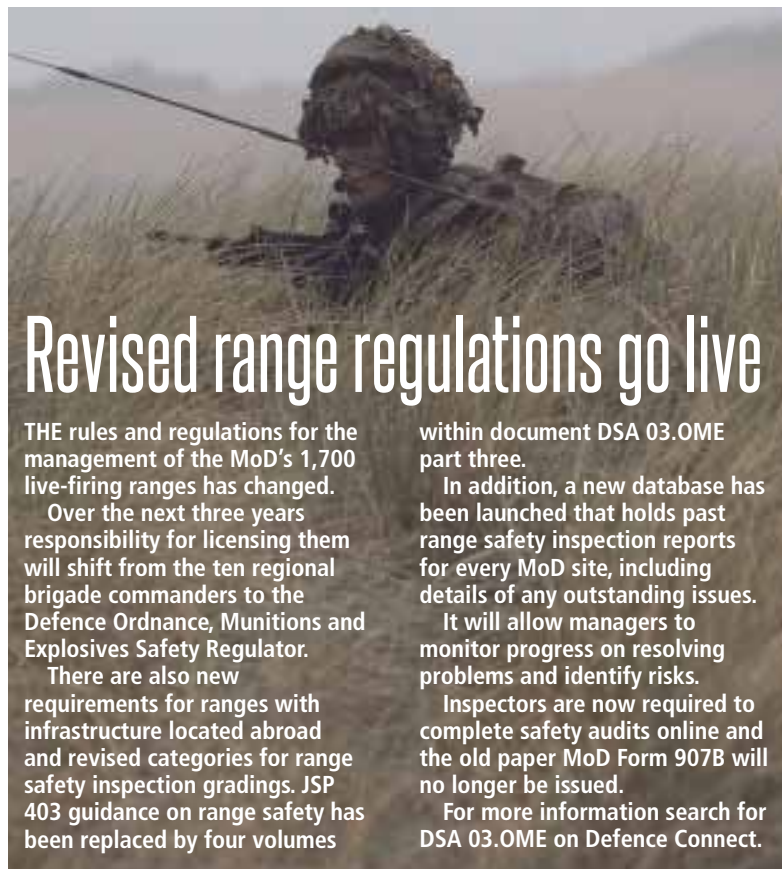 Revised range regulations go live
THE rules and regulations for the
management of the MoD's 1,700
live-firing ranges has changed.
Over the next three years
responsibility for licensing them
will shift from the ten regional
brigade commanders to the
Defence Ordnance, Munitions and
Explosives Safety Regulator.
There are also new
requirements for ranges with
infrastructure located abroad
and revised categories for range
safety inspection gradings. JSP
403 guidance on range safety has
been replaced by four volumes
within document DSA 03.OME
part three.
In addition, a new database has
been launched that holds past
range safety inspection reports
for every MoD site, including
details of any outstanding issues.
It will allow managers to
monitor progress on resolving
problems and identify risks.
Inspectors are now required to
complete safety audits online and
the old paper MoD Form 907B will
no longer be issued.
For more information search for
DSA 03.OME on Defence Connect.